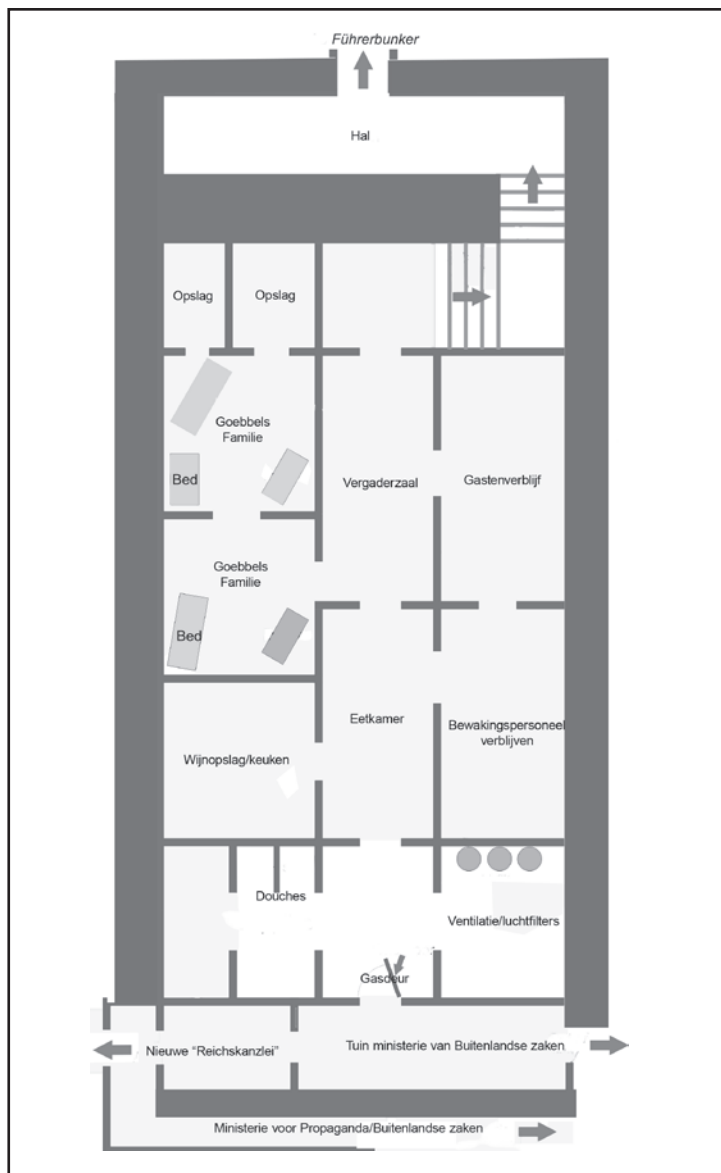 Führerbunker
Hal
Opslag
Opslag
Goebbels
Familie
Bed
Vergaderzaal
Gastenverblijf
Goebbels
Familie
Bed
Eetkamer
Bewakingspersoneel
verblijven
Wijnopslag/keuken
Douches
Ventilatie/luchtfilters
Gasdeur
Nieuwe “Reichskanzlei”
Tuin ministerie van Buitenlandse zaken
Ministerie voor Propaganda/Buitenlandse zaken